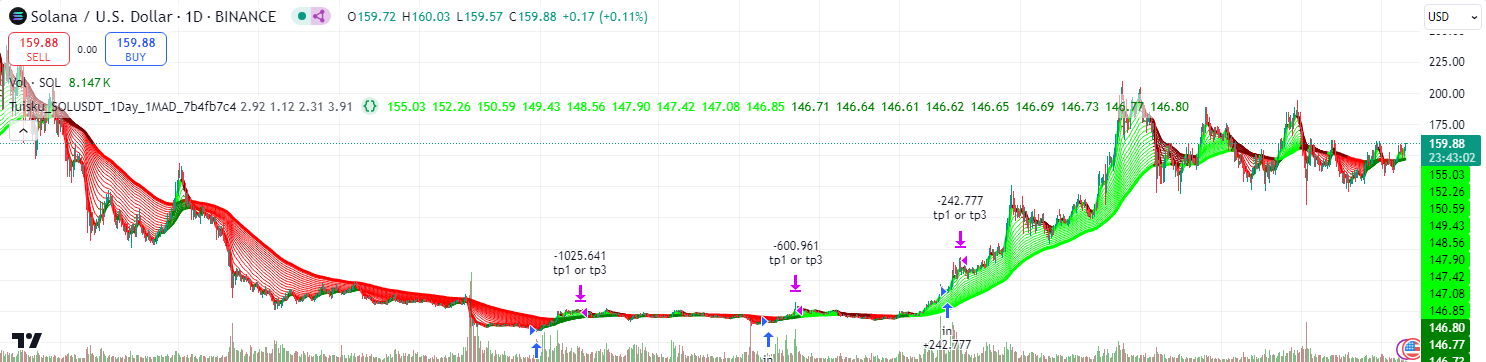 Solana / U.S. Dollar · 1D · BINANCE O159.72 H160.03 L159.57 C159.88 +0.17 (+0.11%)
USD
159.88 SELL
0.00
159.88 BUY
Vol · SOL 8.147 K
Tuisku_SOLUSDT_1Day_1MAD_7b4fb7c4 2.92 1.12 2.31 3.91 {} 155.03 152.26 150.59 149.43 148.56 147.90 147.42 147.08 146.85 146.71 146.64 146.61 146.62 146.65 146.69 146.73 146.77 146.80
225.00
200.00
175.00
159.88
23:43:02
155.03
152.26
150.59
149.43
148.56
147.90
147.42
147.08
146.85
146.80
146.77
-242.777
tp1 or tp3
-600.961
tp1 or tp3
-1025.641
tp1 or tp3
in
+242.777